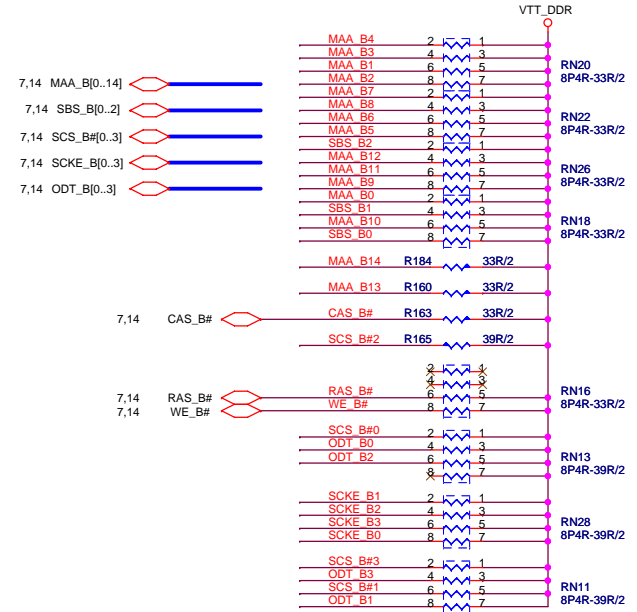 VTT_DDR
MAA_B4 2 1
MAA_B3 4 3
MAA_B1 6 5 RN20
MAA_B2 8 7 8P4R-33R/2
7,14 MAA_B[0..14]
MAA_B7 2 1
MAA_B8 4 3
7,14 SBS_B[0..2]
MAA_B6 6 5 RN22
MAA_B5 8 7 8P4R-33R/2
7,14 SCS_B#[0..3]
SBS_B2 2 1
MAA_B12 4 3
7,14 SCKE_B[0..3]
MAA_B11 6 5 RN26
MAA_B9 8 7 8P4R-33R/2
7,14 ODT_B[0..3]
MAA_B0 2 1
SBS_B1 4 3
MAA_B10 6 5 RN18
SBS_B0 8 7 8P4R-33R/2
MAA_B14 R184 33R/2
MAA_B13 R160 33R/2
7,14 CAS_B# CAS_B# R163 33R/2
SCS_B#2 R165 39R/2
2 1
4 3
7,14 RAS_B# RAS_B# 6 5 RN16
7,14 WE_B# WE_B# 8 7 8P4R-33R/2
SCS_B#0 2 1
ODT_B0 4 3
ODT_B2 6 5 RN13
8 7 8P4R-39R/2
SCKE_B1 2 1
SCKE_B2 4 3
SCKE_B3 6 5 RN28
SCKE_B0 8 7 8P4R-39R/2
SCS_B#3 2 1
ODT_B3 4 3
SCS_B#1 6 5 RN11
ODT_B1 8 7 8P4R-39R/2